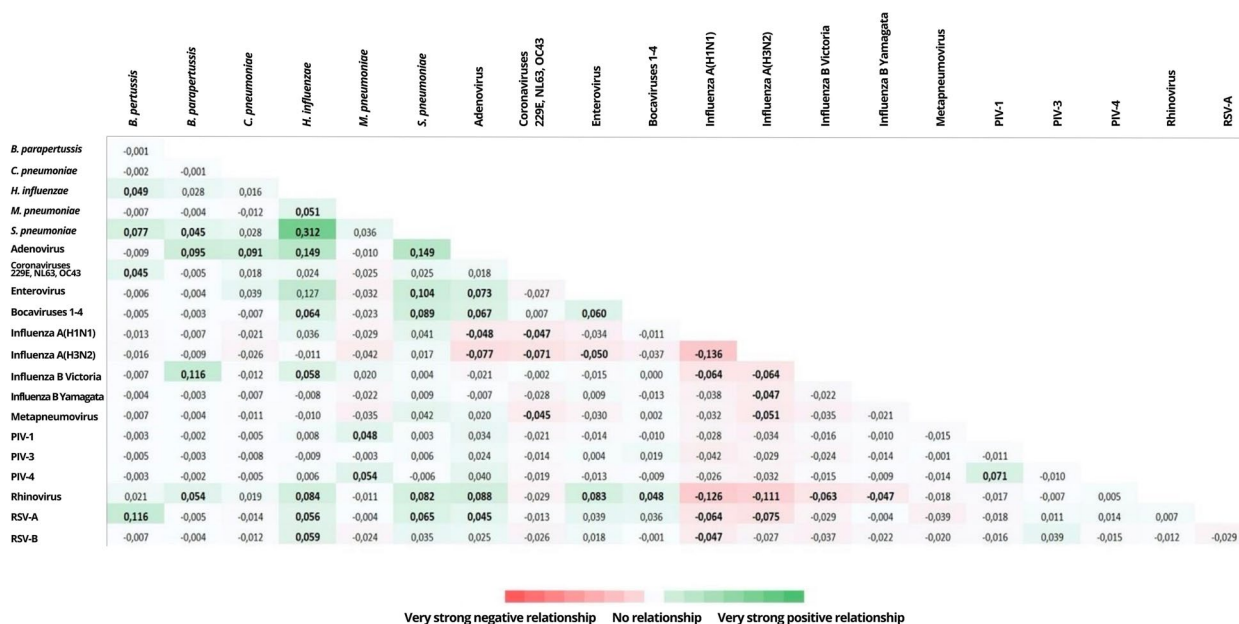 B. pertussis B. parapertussis C. pneumoniae H. influenzae M. pneumoniae S. pneumoniae Adenovirus Coronaviruses 229E, NL63, OC43 Enterovirus Bocaviruses 1-4 Influenza A(H1N1) Influenza A(H3N2) Influenza B Victoria Influenza B Yamagata Metapneumovirus PIV-1 PIV-3 PIV-4 Rhinovirus RSV-A
B. parapertussis -0,001
C. pneumoniae -0,002 -0,001
H. influenzae 0,049 0,028 0,016
M. pneumoniae -0,007 -0,004 -0,012 0,051
S. pneumoniae 0,077 0,045 0,028 0,312 0,036
Adenovirus -0,009 0,095 0,091 0,149 -0,010 0,149
Coronaviruses
229E, NL63, OC43 0,045 -0,005 0,018 0,024 -0,025 0,025 0,018
Enterovirus -0,006 -0,004 0,039 0,127 -0,032 0,104 0,073 -0,027
Bocaviruses 1-4 -0,005 -0,003 -0,007 0,064 -0,023 0,089 0,067 0,007 0,060
Influenza A(H1N1) -0,013 -0,007 -0,021 0,036 -0,029 0,041 -0,048 -0,047 -0,034 -0,011
Influenza A(H3N2) -0,016 -0,009 -0,026 -0,011 -0,042 0,017 -0,077 -0,071 -0,050 -0,037 -0,136
Influenza B Victoria -0,007 0,116 -0,012 0,058 0,020 0,004 -0,021 -0,002 -0,015 0,000 -0,064 -0,064
Influenza B Yamagata -0,004 -0,003 -0,007 -0,008 -0,022 0,009 -0,007 -0,028 0,009 -0,013 -0,038 -0,047 -0,022
Metapneumovirus -0,007 -0,004 -0,011 -0,010 -0,035 0,042 0,020 -0,045 -0,030 0,002 -0,032 -0,051 -0,035 -0,021
PIV-1 -0,003 -0,002 -0,005 0,008 0,048 0,003 0,034 -0,021 -0,014 -0,010 -0,028 -0,034 -0,016 -0,010 -0,015
PIV-3 -0,005 -0,003 -0,008 -0,009 -0,003 0,006 0,024 -0,014 0,004 0,019 -0,042 -0,029 -0,024 -0,014 -0,001 -0,011
PIV-4 -0,003 -0,002 -0,005 0,006 0,054 -0,006 0,040 -0,019 -0,013 -0,009 -0,026 -0,032 -0,015 -0,009 -0,014 0,071 -0,010
Rhinovirus 0,021 0,054 0,019 0,084 -0,011 0,082 0,088 -0,029 0,083 0,048 -0,126 -0,111 -0,063 -0,047 -0,018 -0,017 -0,007 0,005
RSV-A 0,116 -0,005 -0,014 0,056 -0,004 0,065 0,045 -0,013 0,039 0,036 -0,064 -0,075 -0,029 -0,004 -0,039 -0,018 0,011 0,014 0,007
RSV-B -0,007 -0,004 -0,012 0,059 -0,024 0,035 0,025 -0,026 0,018 -0,001 -0,047 -0,027 -0,037 -0,022 -0,020 -0,016 0,039 -0,015 -0,012 -0,029
Very strong negative relationship No relationship Very strong positive relationship